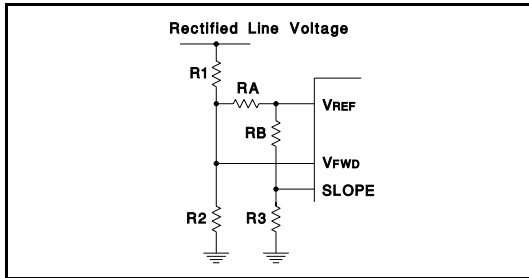 Rectified Line Voltage
R1
RA
VREF
RB
VFWD
SLOPE
R2
R3